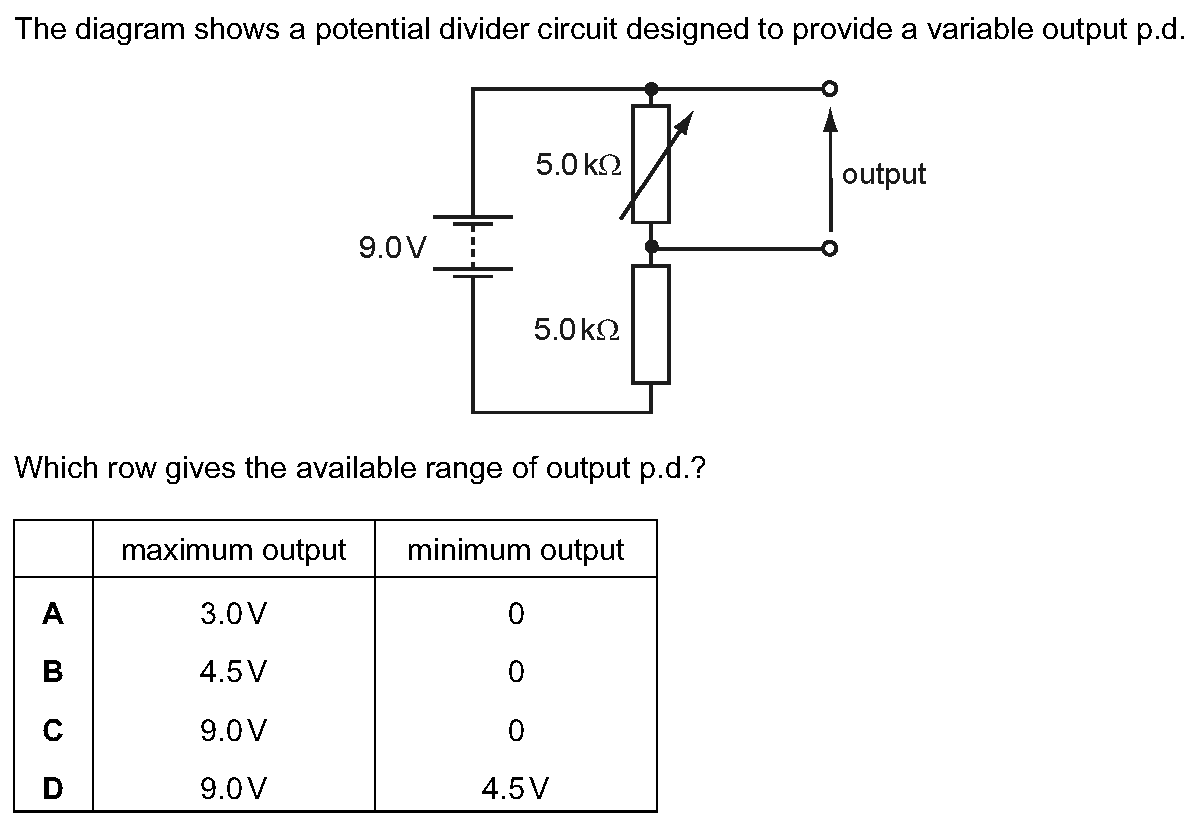 The diagram shows a potential divider circuit designed to provide a variable output p.d.
5.0 kΩ
output
9.0 V
5.0 kΩ
Which row gives the available range of output p.d.?
maximum output minimum output
A 3.0 V 0
B 4.5 V 0
C 9.0 V 0
D 9.0 V 4.5 V